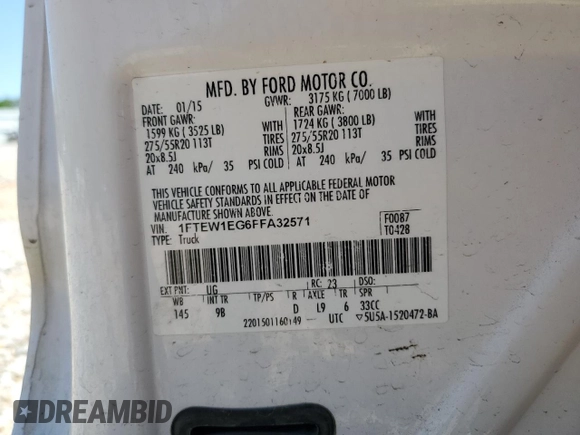 MFD. BY FORD MOTOR CO.
DATE: 01/15 GVWR: 3175 KG ( 7000 LB)
FRONT GAWR: REAR GAWR:
1599 KG ( 3525 LB) WITH 1724 KG ( 3800 LB) WITH
275/55R20 113T TIRES 275/55R20 113T TIRES
20x8.5J RIMS 20x8.5J RIMS
AT 240 kPa/ 35 PSI COLD AT 240 kPa/ 35 PSI COLD
THIS VEHICLE CONFORMS TO ALL APPLICABLE FEDERAL MOTOR
VEHICLE SAFETY STANDARDS IN EFFECT ON THE DATE OF
MANUFACTURE SHOWN ABOVE.
VIN: 1FTEW1EG6FFA32571 F0087
TYPE: Truck T0428
EXT PNT: UG RC: 23 DSO:
WB INT TR TP/PS R AXLE TR SPR
145 9B D L9 6 33CC
2201501160149 UTC 5U5A-1520472-BA
DREAMBID